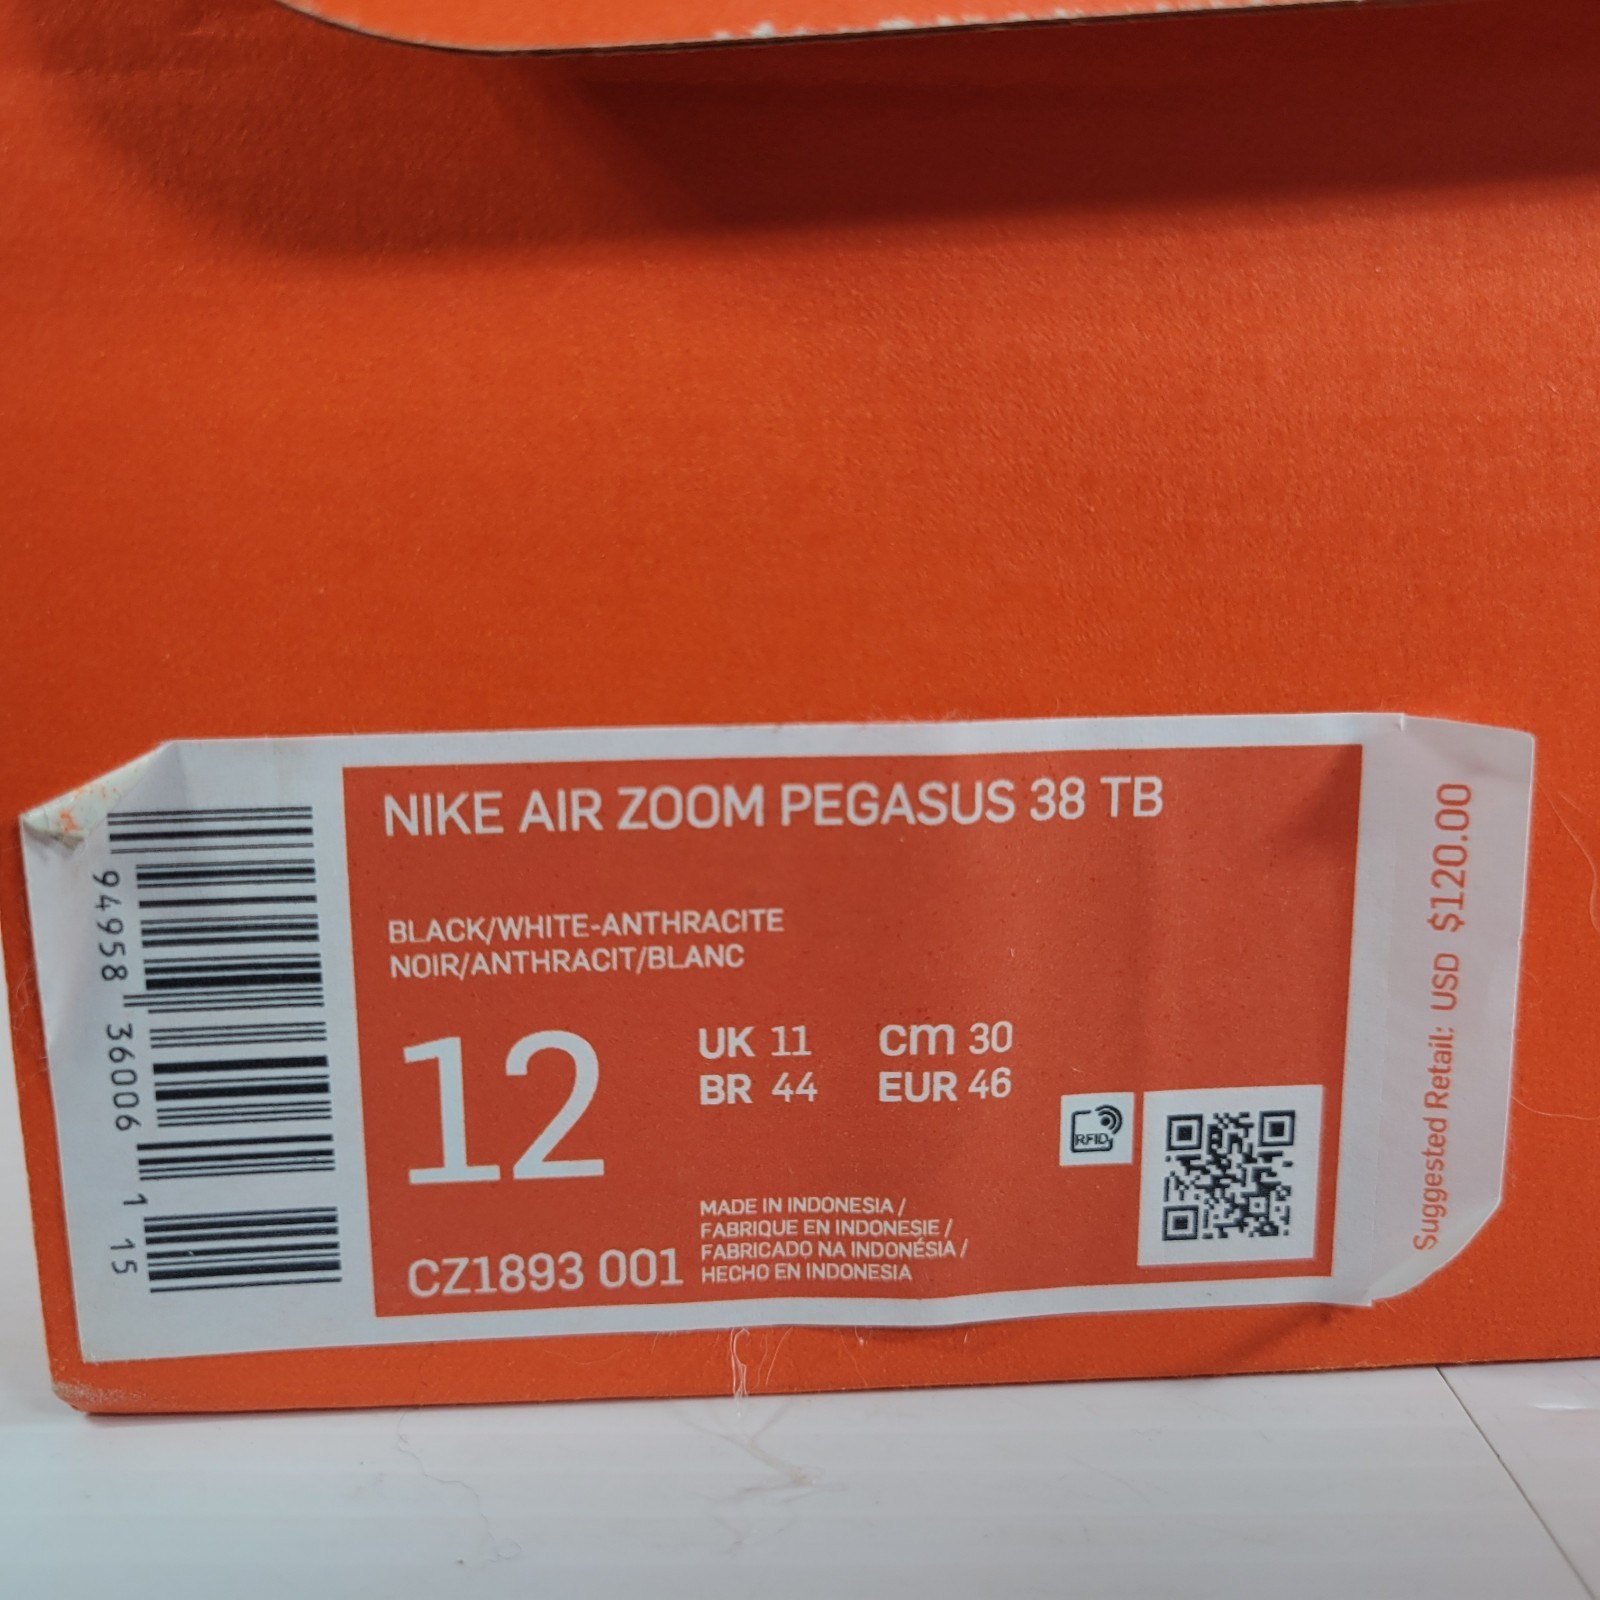 NIKE AIR ZOOM PEGASUS 38 TB
BLACK/WHITE-ANTHRACITE
NOIR/ANTHRACIT/BLANC
12
UK 11
cm 30
BR 44
EUR 46
RFID
CZ1893 001
MADE IN INDONESIA /
FABRIQUE EN INDONESIE /
FABRICADO NA INDONÉSIA /
HECHO EN INDONESIA
94958 36006 1 15
Suggested Retail: USD $120.00